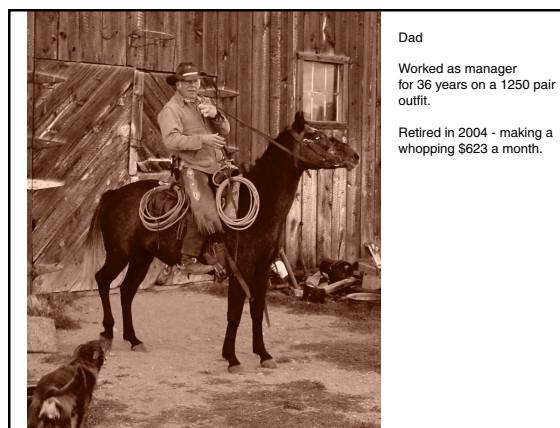 Dad
Worked as manager
for 36 years on a 1250 pair
outfit.
Retired in 2004 - making a
whopping $623 a month.